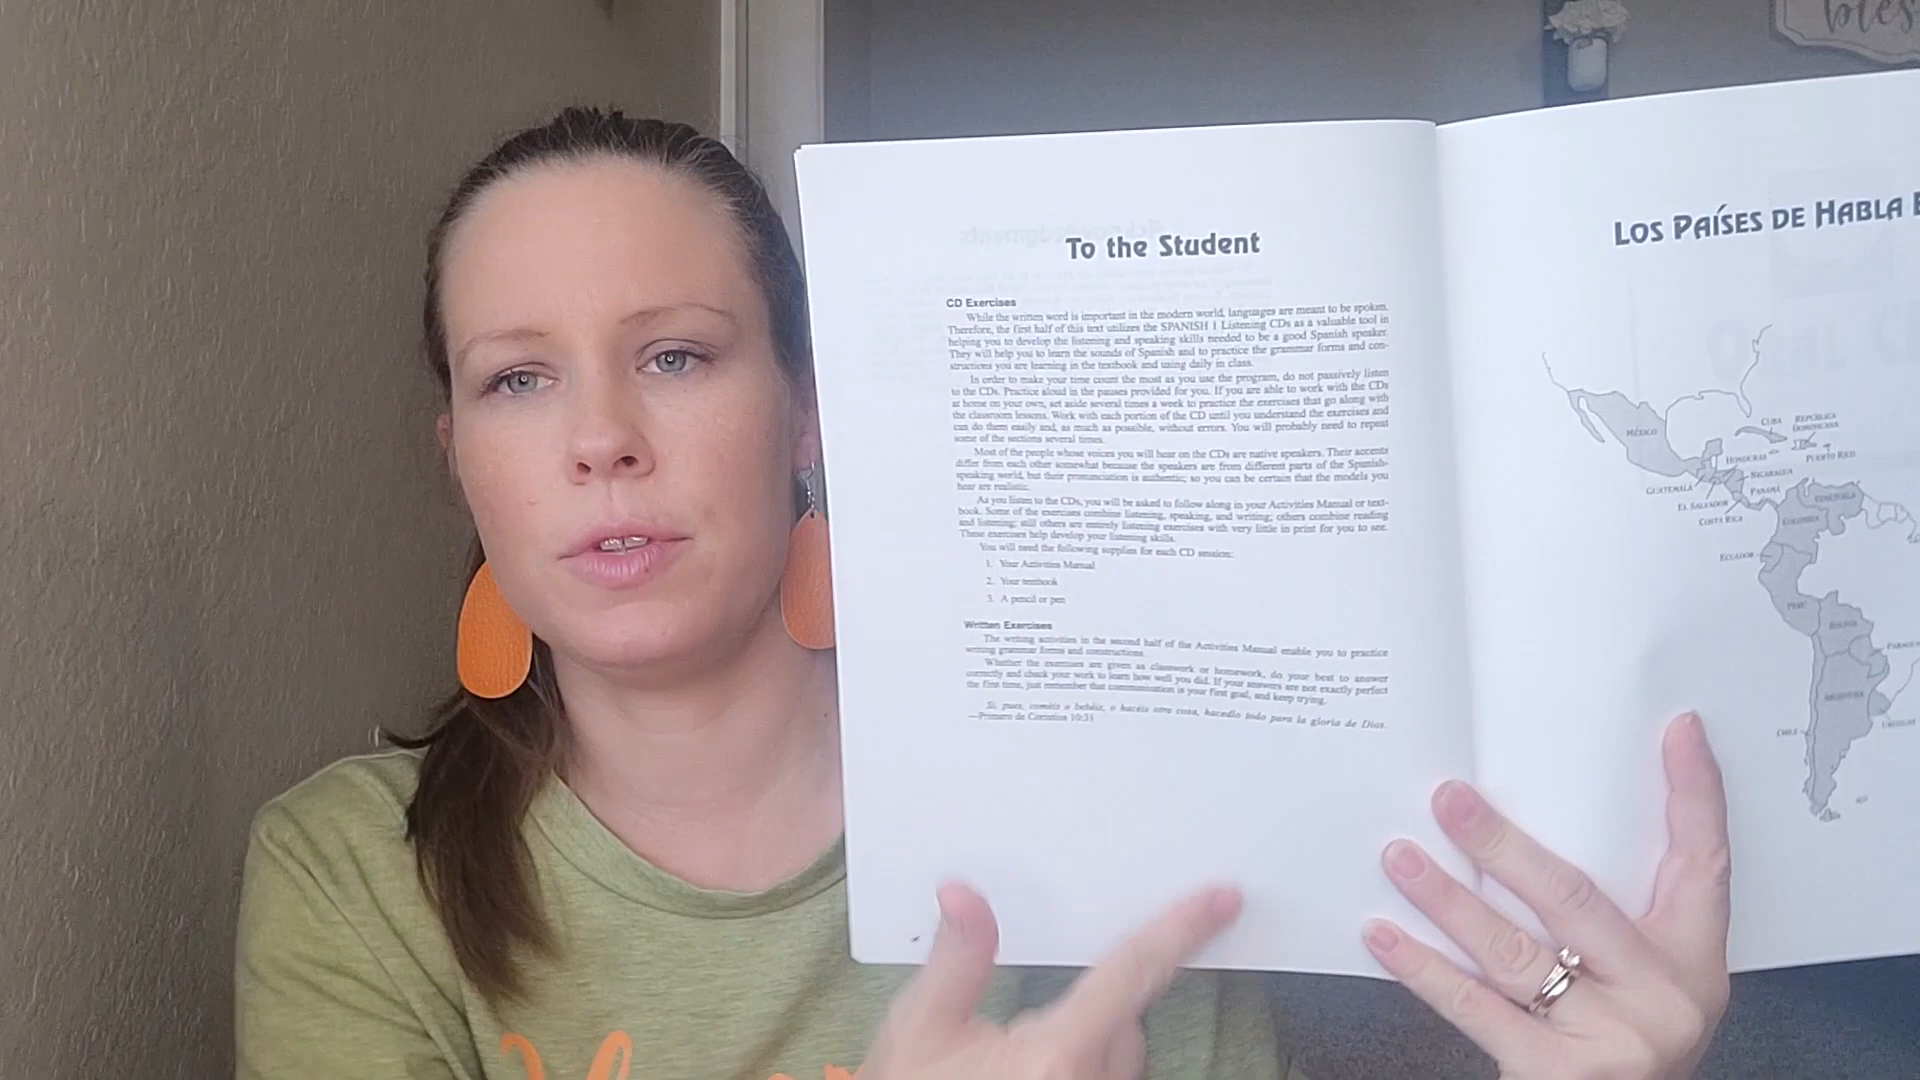 bles
To the Student
CD Exercises
While the written word is important in the modern world, languages are meant to be spoken.
Therefore, the first half of this text utilizes the SPANISH 1 Listening CDs as a valuable tool in
helping you to develop the listening and speaking skills needed to be a good Spanish speaker.
They will help you to learn the sounds of Spanish and to practice the grammar forms and con-
structions you are learning in the textbook and using daily in class.
In order to make your time count the most as you use the program, do not passively listen
to the CDs. Practice aloud in the pauses provided for you. If you are able to work with the CDs
at home on your own, set aside several times a week to practice the exercises that go along with
the classroom lessons. Work with each portion of the CD until you understand the exercises and
can do them easily and, as much as possible, without errors. You will probably need to repeat
some of the sections several times.
Most of the people whose voices you will hear on the CDs are native speakers. Their accents
differ from each other somewhat because the speakers are from different parts of the Spanish-
speaking world, but their pronunciation is authentic; so you can be certain that the models you
hear are realistic.
As you listen to the CDs, you will be asked to follow along in your Activities Manual or text-
book. Some of the exercises combine listening, speaking, and writing; others combine reading
and listening; still others are entirely listening exercises with very little in print for you to see.
These exercises help develop your listening skills.
You will need the following supplies for each CD session:
1. Your Activities Manual
2. Your textbook
3. A pencil or pen
Written Exercises
The writing activities in the second half of the Activities Manual enable you to practice
writing grammar forms and constructions.
Whether the exercises are given as classwork or homework, do your best to answer
correctly and check your work to learn how well you did. If your answers are not exactly perfect
the first time, just remember that communication is your first goal, and keep trying.
Si, pues, coméis o bebéis, o hacéis otra cosa, hacedlo todo para la gloria de Dios.
—Primera de Corintios 10:31
LOS PAÍSES DE HABLA E
MÉXICO
CUBA
REPÚBLICA
DOMINICANA
HONDURAS
PUERTO RICO
NICARAGUA
GUATEMALA
PANAMÁ
VENEZUELA
EL SALVADOR
COSTA RICA
COLOMBIA
ECUADOR
PERÚ
BOLIVIA
PARAGUA
ARGENTINA
URUGUAY
CHILE